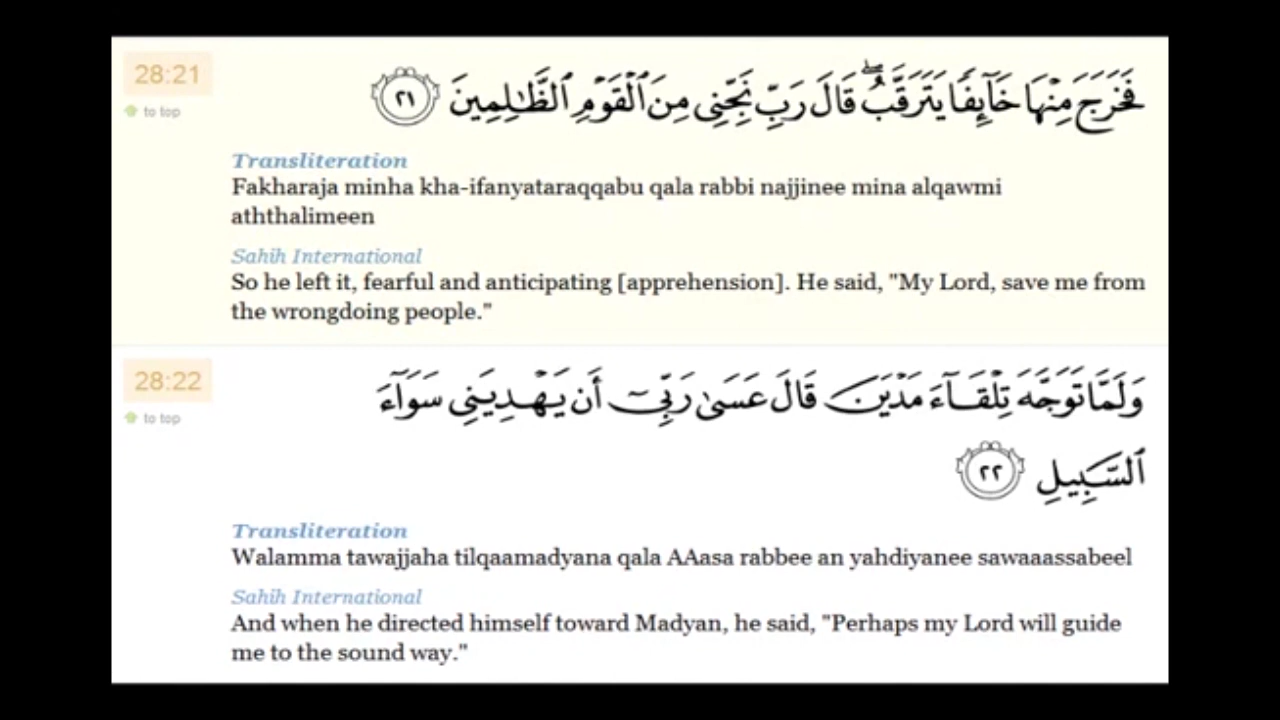 28:21
فَخَرَجَ مِنْهَا خَآئِفًا يَتَرَقَّبُ ۖ قَالَ رَبِّ نَجِّنِى مِنَ ٱلْقَوْمِ ٱلظَّٰلِمِينَ ٢١
to top
Transliteration
Fakharaja minha kha-ifanyataraqqabu qala rabbi najjinee mina alqawmi
aththalimeen
Sahih International
So he left it, fearful and anticipating [apprehension]. He said, "My Lord, save me from
the wrongdoing people."
28:22
وَلَمَّا تَوَجَّهَ تِلْقَآءَ مَدْيَنَ قَالَ عَسَىٰ رَبِّىٓ أَن يَهْدِيَنِى سَوَآءَ
to top
ٱلسَّبِيلِ ٢٢
Transliteration
Walamma tawajjaha tilqaamadyana qala AAasa rabbee an yahdiyanee sawaaassabeel
Sahih International
And when he directed himself toward Madyan, he said, "Perhaps my Lord will guide
me to the sound way."